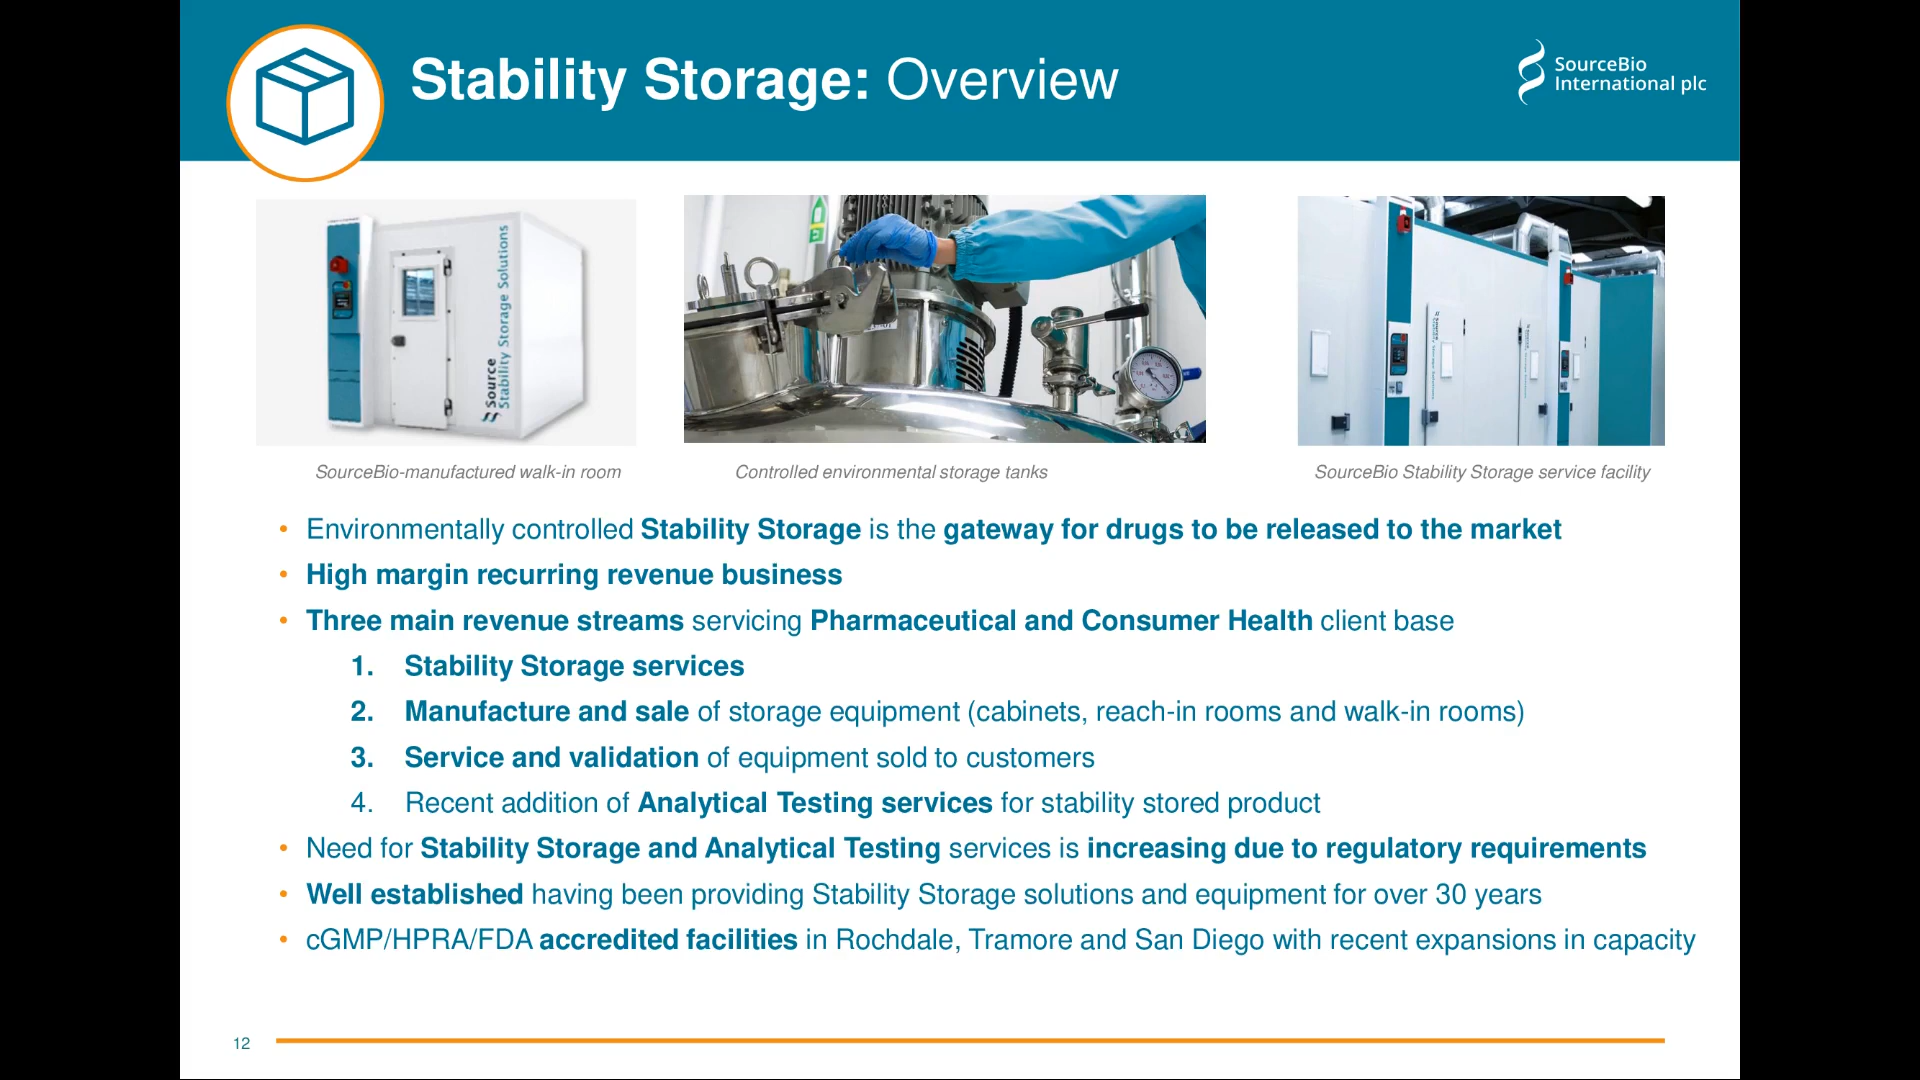 Stability Storage: Overview
SourceBio
International plc
Source
Stability Storage Solutions
SourceBio-manufactured walk-in room
Controlled environmental storage tanks
SourceBio Stability Storage service facility
• Environmentally controlled Stability Storage is the gateway for drugs to be released to the market
• High margin recurring revenue business
• Three main revenue streams servicing Pharmaceutical and Consumer Health client base
1. Stability Storage services
2. Manufacture and sale of storage equipment (cabinets, reach-in rooms and walk-in rooms)
3. Service and validation of equipment sold to customers
4. Recent addition of Analytical Testing services for stability stored product
• Need for Stability Storage and Analytical Testing services is increasing due to regulatory requirements
• Well established having been providing Stability Storage solutions and equipment for over 30 years
• cGMP/HPRA/FDA accredited facilities in Rochdale, Tramore and San Diego with recent expansions in capacity
12